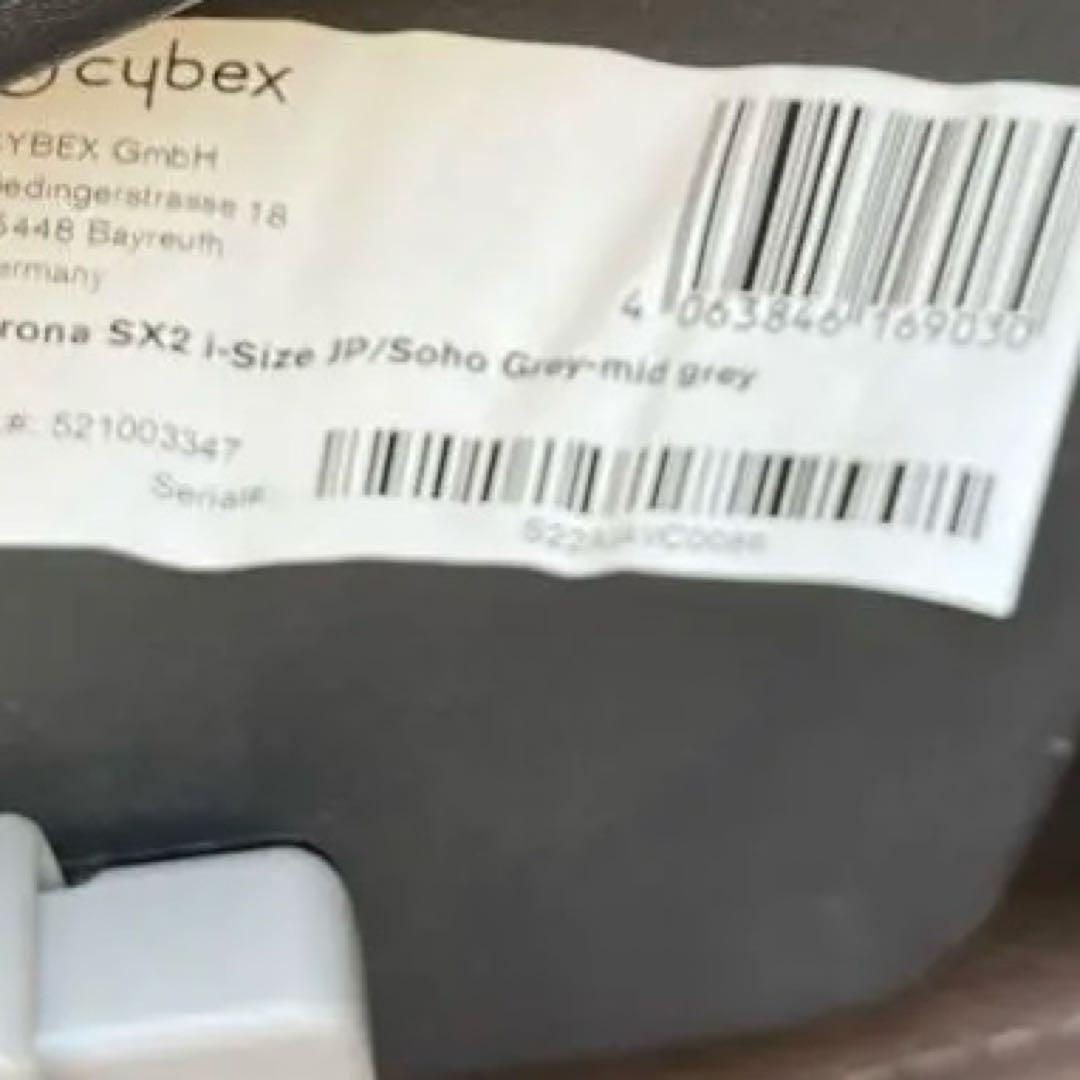 cybex
YBEX GmbH
edingerstrasse 18
5448 Bayreuth
ermany
4 063846 169030
rona SX2 i-Size JP/Soho Grey-mid grey
#: 521003347
Serial#: